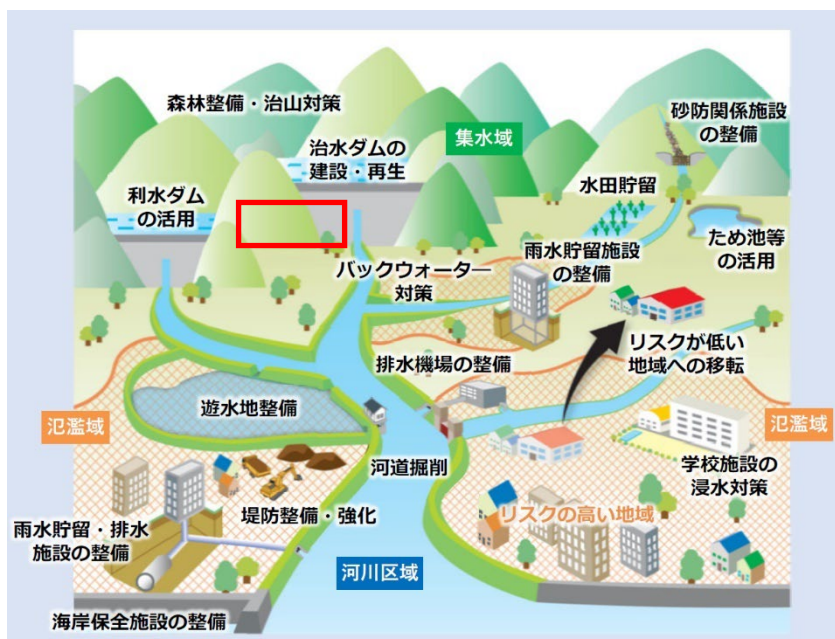 森林整備・治山対策
治水ダムの
建設・再生
集水域
砂防関係施設
の整備
利水ダム
の活用
水田貯留
ため池等
の活用
雨水貯留施設
の整備
バックウォーター
対策
リスクが低い
地域への移転
排水機場の整備
遊水地整備
氾濫域
氾濫域
河道掘削
学校施設の
浸水対策
堤防整備・強化
リスクの高い地域
雨水貯留・排水
施設の整備
河川区域
海岸保全施設の整備